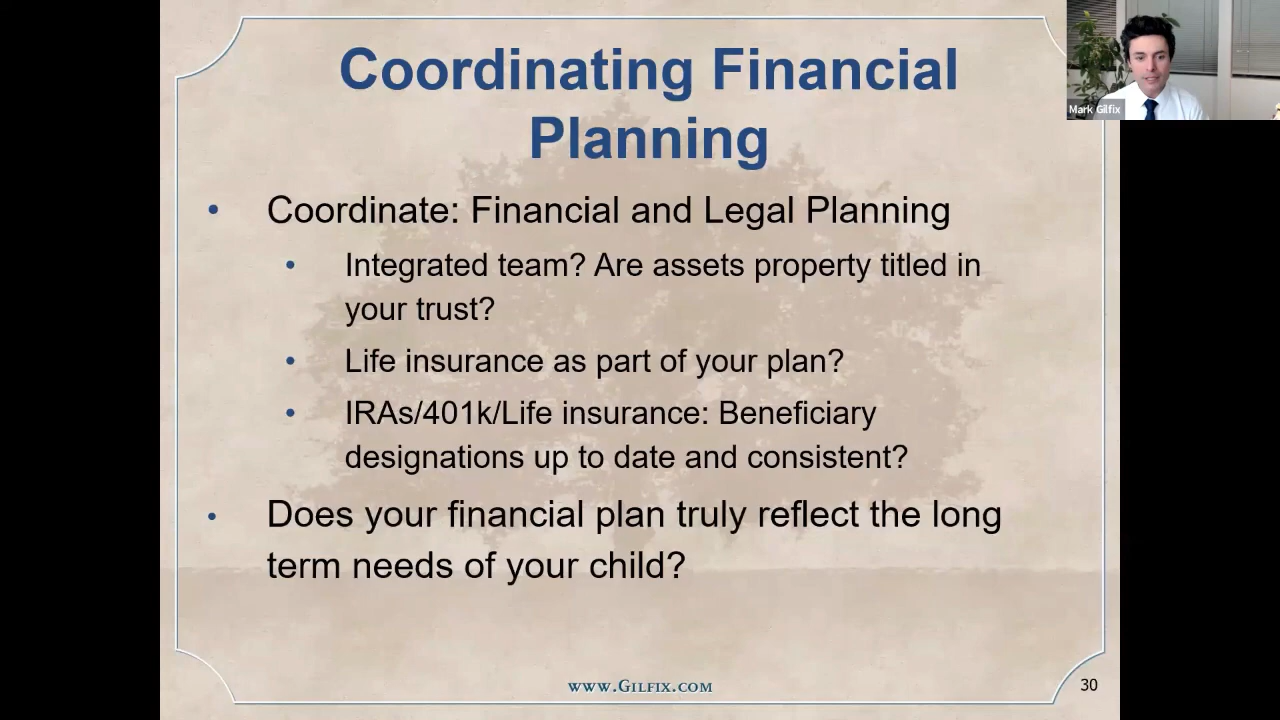 Coordinating Financial
Planning
Mark Gilfix
• Coordinate: Financial and Legal Planning
• Integrated team? Are assets property titled in
your trust?
• Life insurance as part of your plan?
• IRAs/401k/Life insurance: Beneficiary
designations up to date and consistent?
• Does your financial plan truly reflect the long
term needs of your child?
www.Gilfix.com
30